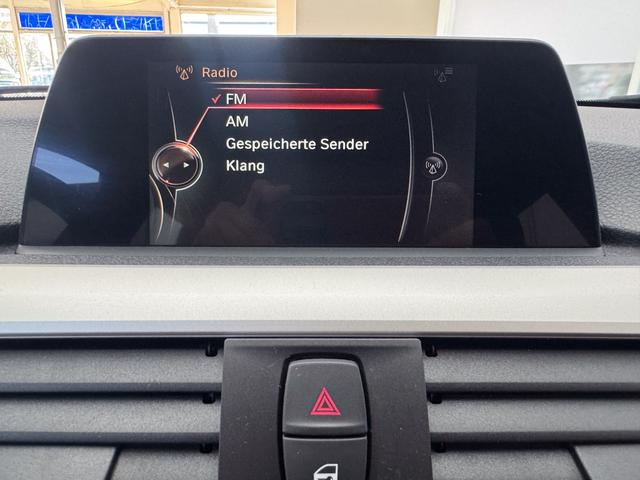 Radio
FM
AM
Gespeicherte Sender
Klang